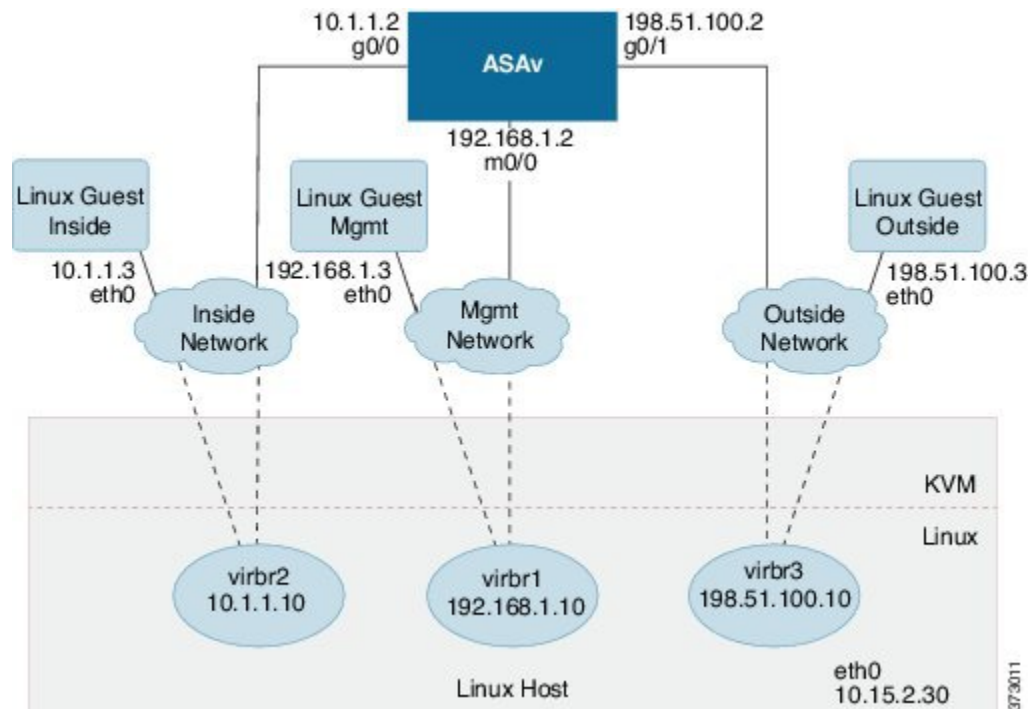 10.1.1.2
g0/0
ASAv
198.51.100.2
g0/1
192.168.1.2
m0/0
Linux Guest
Inside
Linux Guest
Mgmt
Linux Guest
Outside
10.1.1.3
eth0
192.168.1.3
eth0
198.51.100.3
eth0
Inside
Network
Mgmt
Network
Outside
Network
KVM
Linux
virbr2
10.1.1.10
virbr1
192.168.1.10
virbr3
198.51.100.10
Linux Host
eth0
10.15.2.30
373011